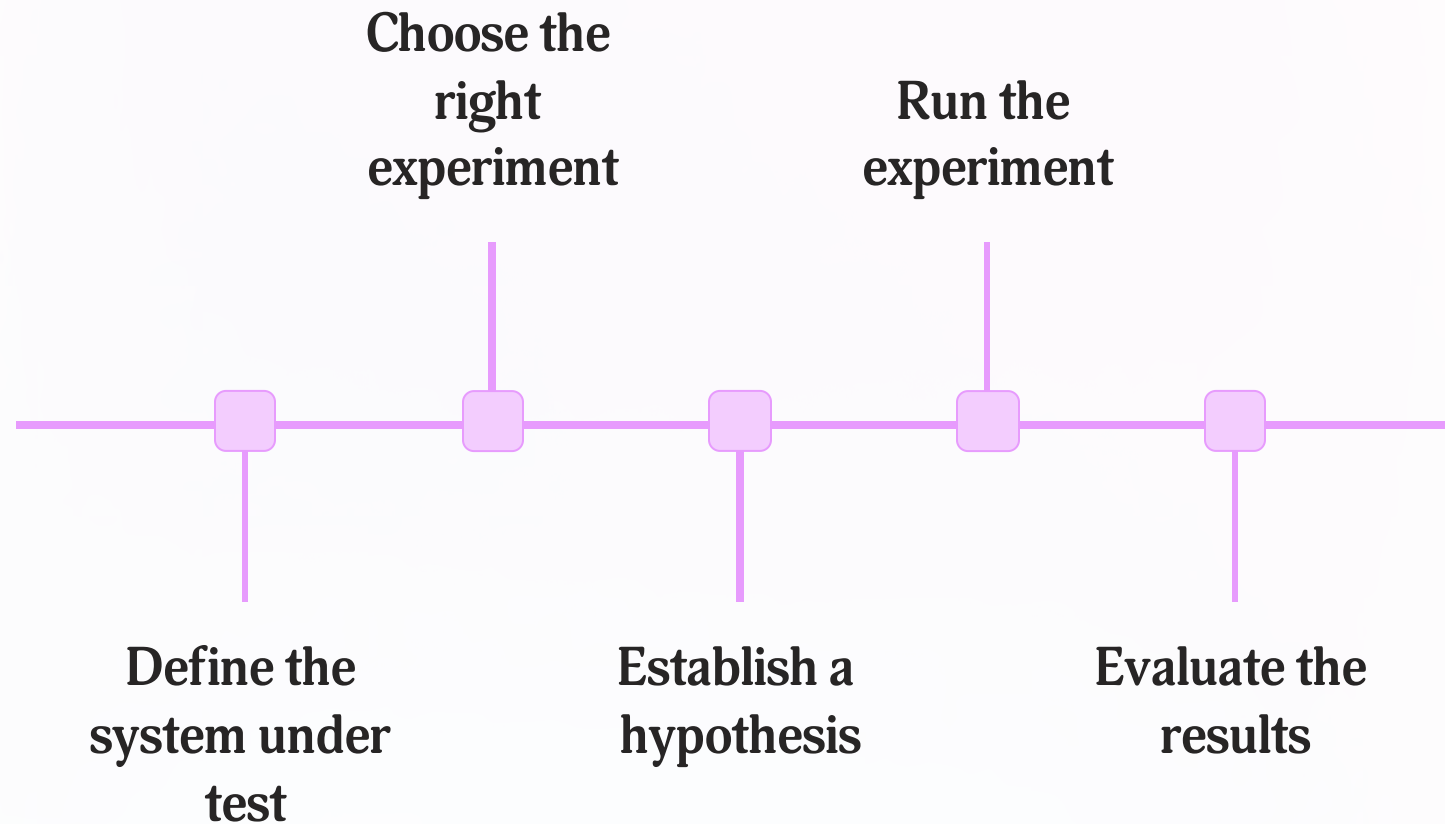 Choose the
right
experiment
Run the
experiment
Define the
system under
test
Establish a
hypothesis
Evaluate the
results